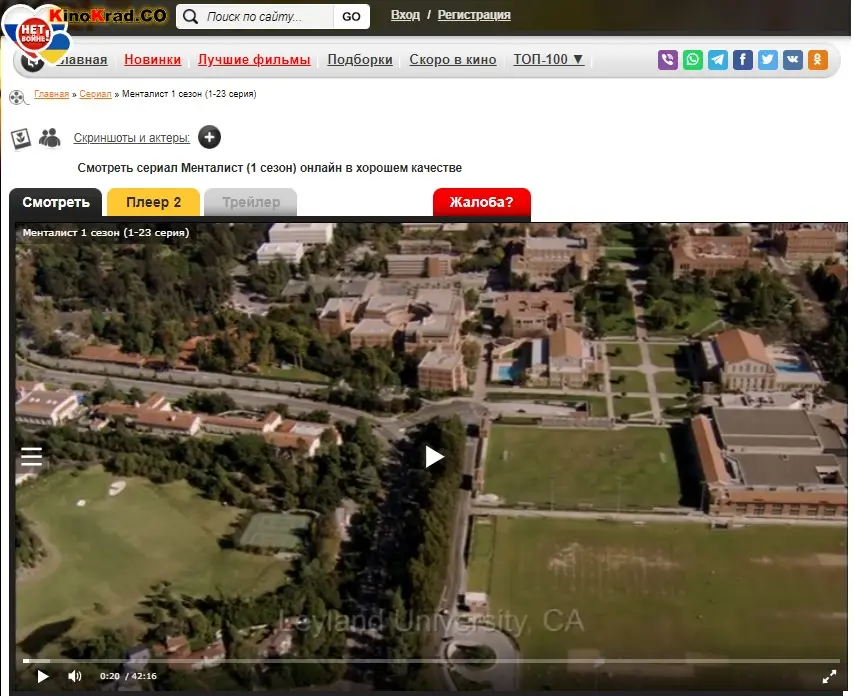 KinoKrad.CO
Поиск по сайту...
GO
Вход / Регистрация
НЕТ
ВОЙНЕ!
лавная
Новинки
Лучшие фильмы
Подборки
Скоро в кино
ТОП-100 ▼
Главная » Сериал » Менталист 1 сезон (1-23 серия)
Скриншоты и актеры:
Смотреть сериал Менталист (1 сезон) онлайн в хорошем качестве
Смотреть
Плеер 2
Трейлер
Жалоба?
Менталист 1 сезон (1-23 серия)
Leyland University, CA
0:20 / 42:16